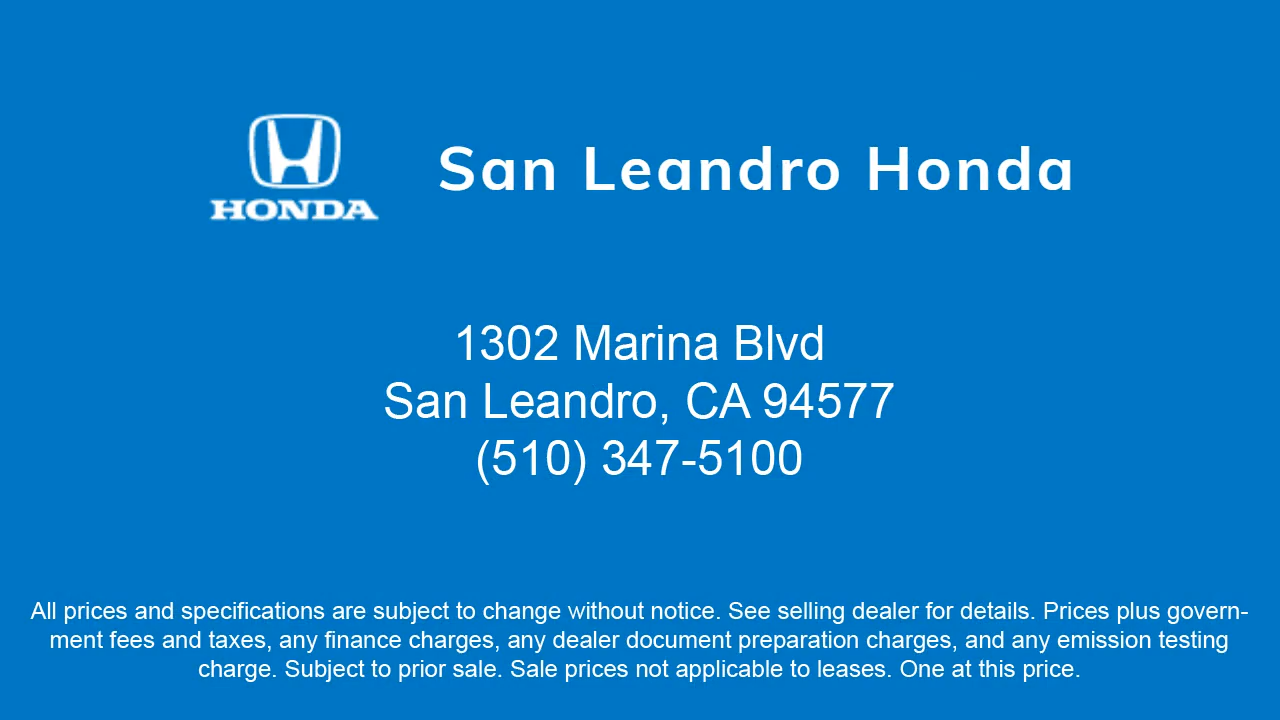 San Leandro Honda
HONDA
1302 Marina Blvd
San Leandro, CA 94577
(510) 347-5100
All prices and specifications are subject to change without notice. See selling dealer for details. Prices plus govern-
ment fees and taxes, any finance charges, any dealer document preparation charges, and any emission testing
charge. Subject to prior sale. Sale prices not applicable to leases. One at this price.